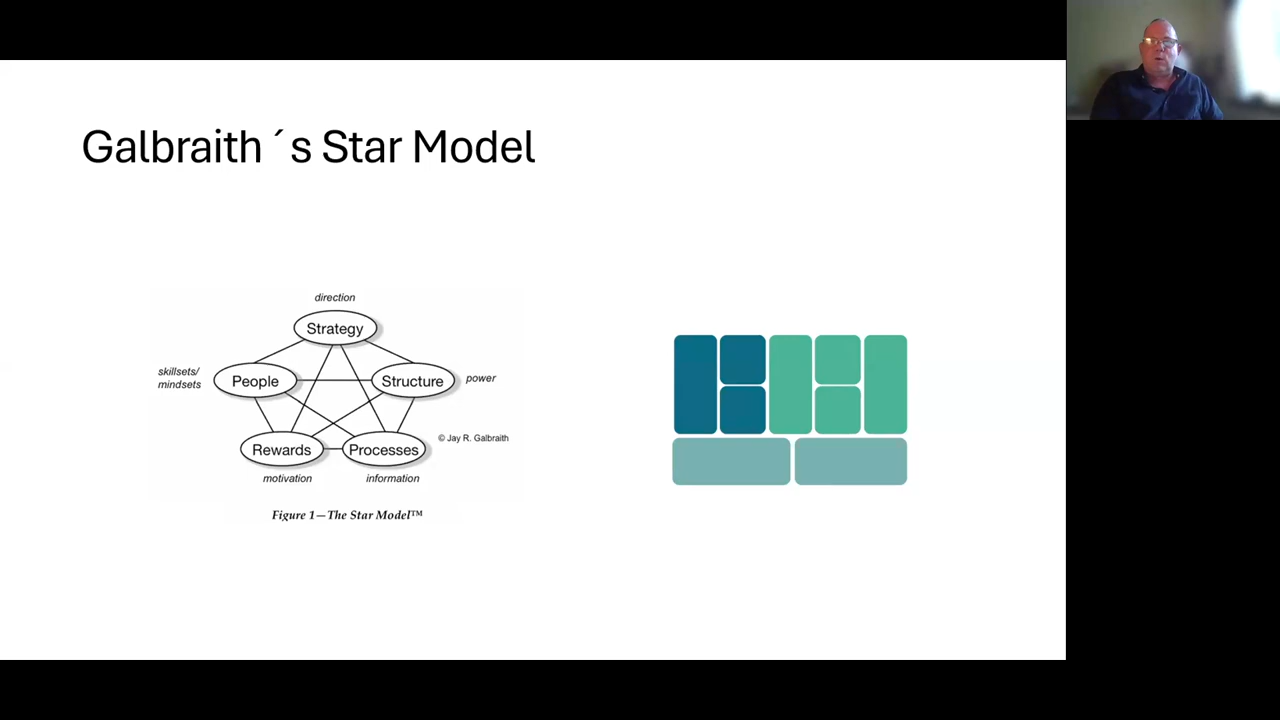 Galbraith ´s Star Model
direction
Strategy
skillsets/
mindsets
People
Structure
power
Rewards
Processes
© Jay R. Galbraith
motivation
information
Figure 1—The Star Model™